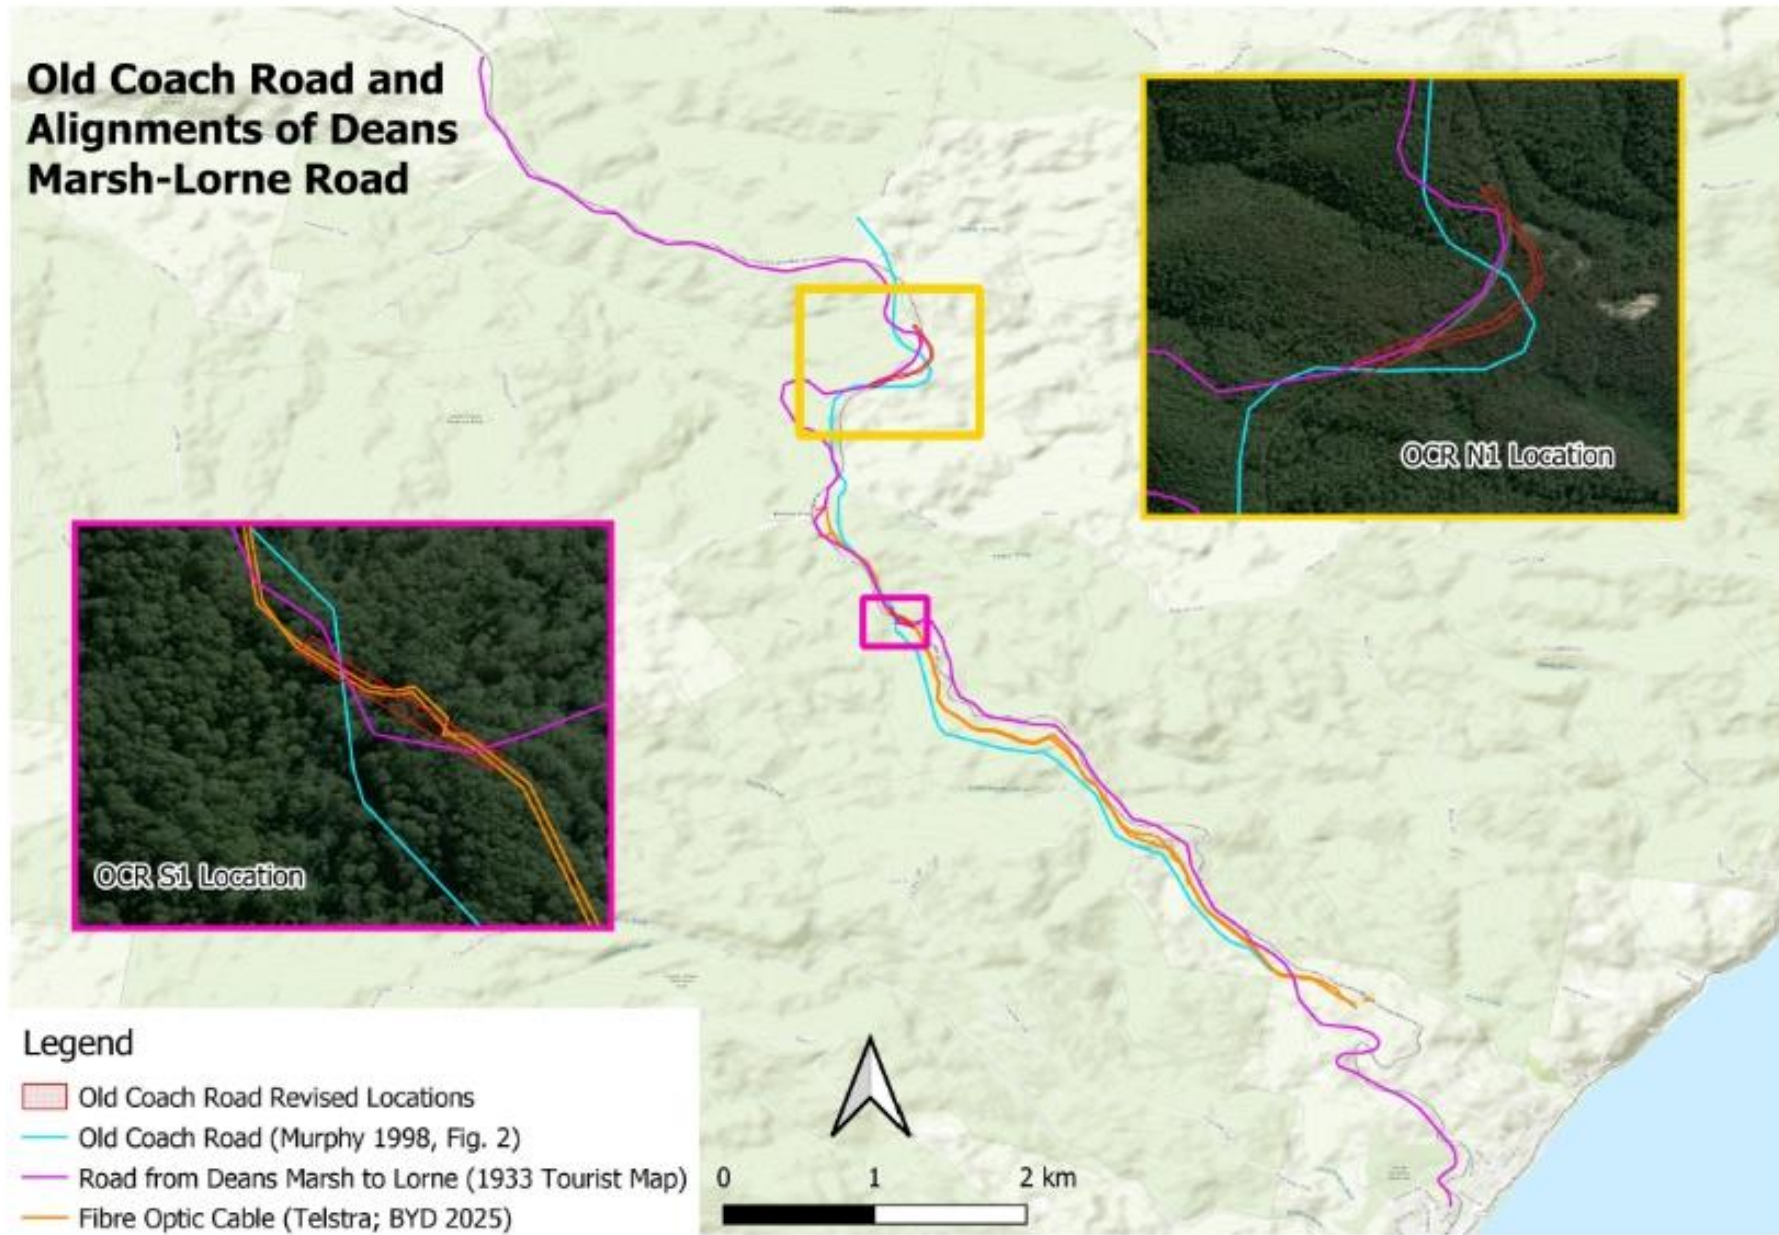 Old Coach Road and
Alignments of Deans
Marsh-Lorne Road
OCR N1 Location
OCR S1 Location
Legend
Old Coach Road Revised Locations
Old Coach Road (Murphy 1998, Fig. 2)
Road from Deans Marsh to Lorne (1933 Tourist Map)
Fibre Optic Cable (Telstra; BYD 2025)
0 1 2 km